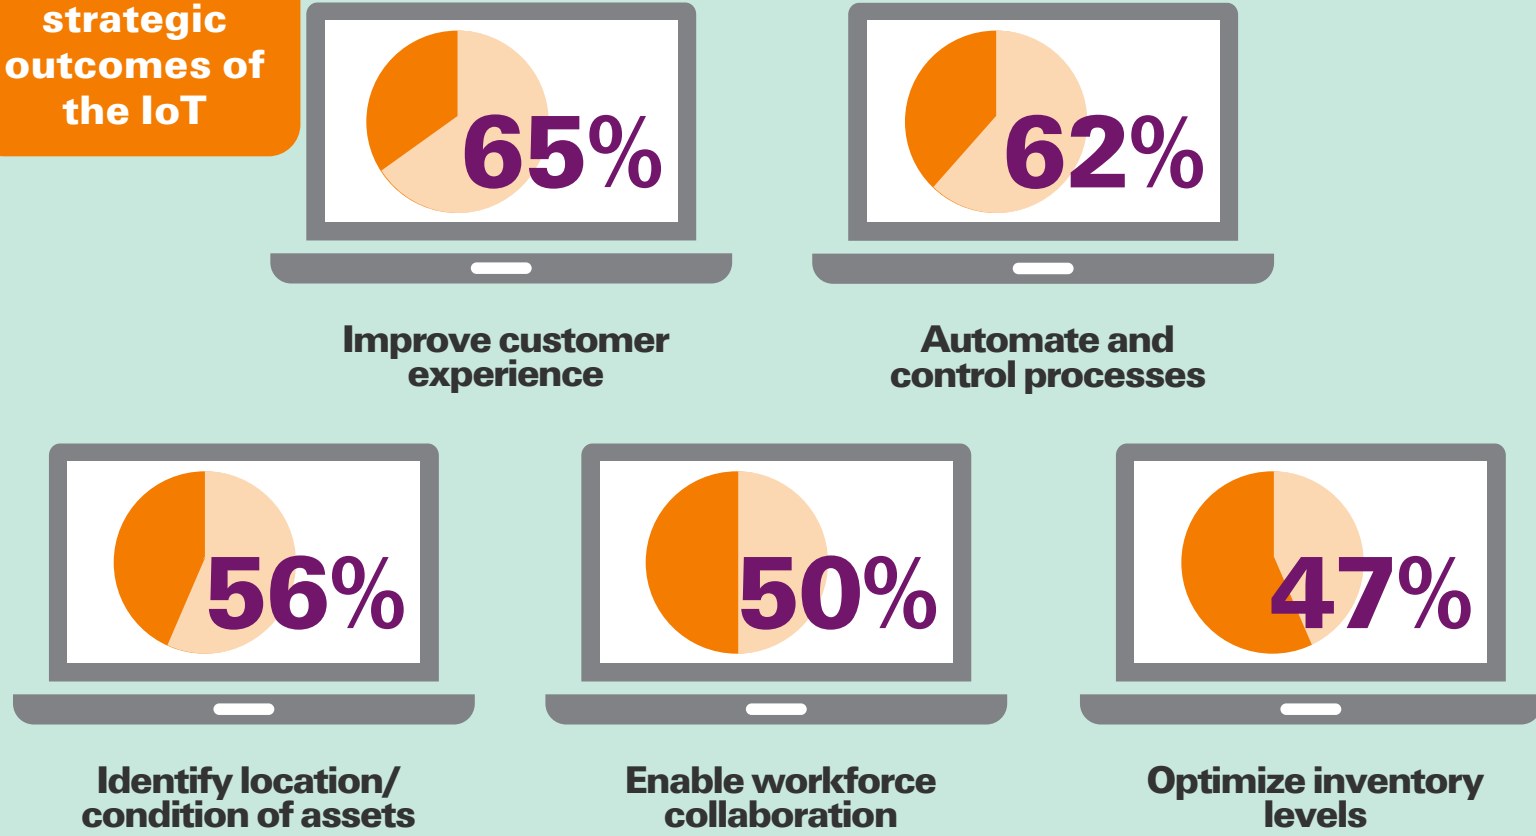 strategic
outcomes of
the IoT
65%
62%
Improve customer
experience
Automate and
control processes
56%
50%
47%
Identify location/
condition of assets
Enable workforce
collaboration
Optimize inventory
levels